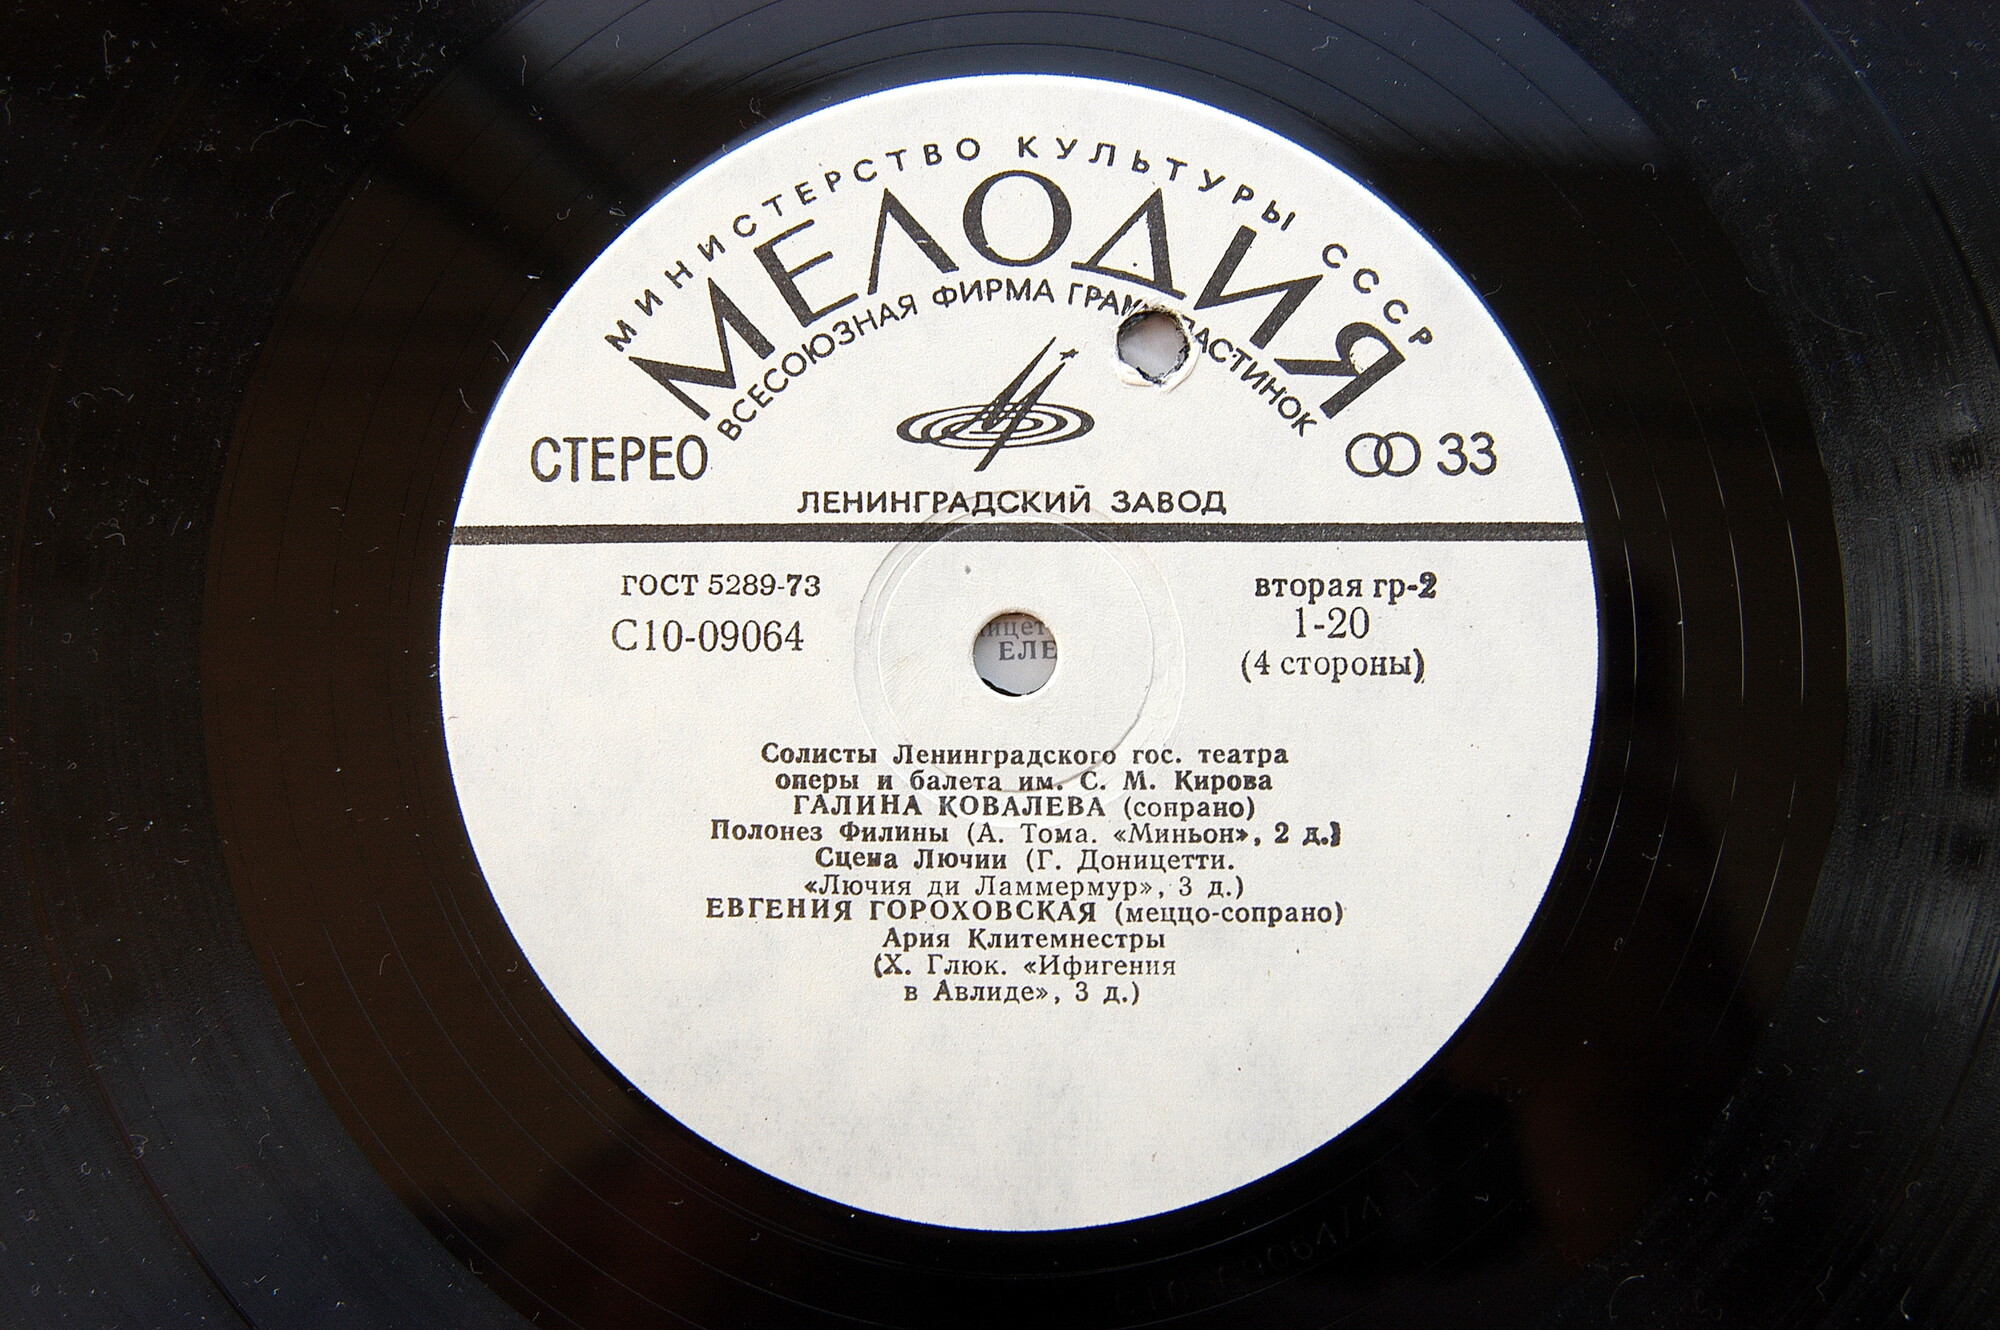 МИНИСТЕРСТВО КУЛЬТУРЫ СССР
МЕЛОДИЯ
ВСЕСОЮЗНАЯ ФИРМА
СТЕРЕО
33
ЛЕНИНГРАДСКИЙ ЗАВОД
ГОСТ 5289-73
С10-09064
вторая гр-2
1-20
(4 стороны)
ЕЛЕ
Солисты Ленинградского гос. театра
оперы и балета им. С. М. Кирова
ГАЛИНА КОВАЛЕВА (сопрано)
Полонез Филины (А. Тома. «Миньон», 2 д.)
Сцена Лючии (Г. Доницетти.
«Лючия ди Ламмермур», 3 д.)
ЕВГЕНИЯ ГОРОХОВСКАЯ (меццо-сопрано)
Ария Клитемнестры
(Х. Глюк. «Ифигения
в Авлиде», 3 д.)